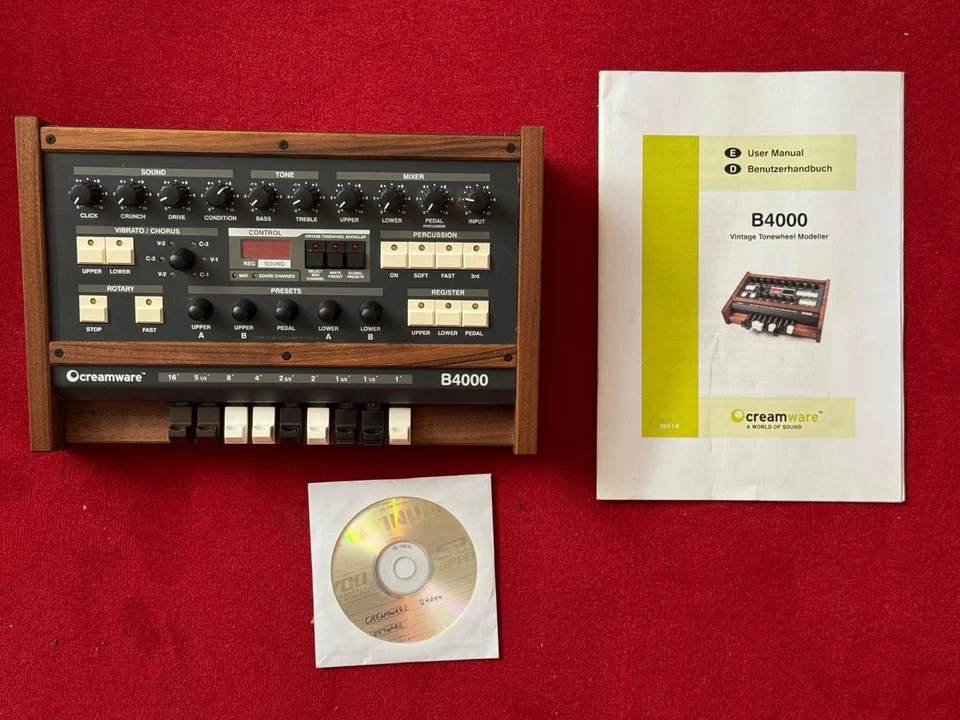 SOUND TONE MIXER
CLICK CRUNCH DRIVE CONDITION BASS TREBLE UPPER LOWER PEDAL INPUT
PERCUSSION
VIBRATO / CHORUS
V-3 C-3
C-2 V-1
V-2 C-1
UPPER LOWER
CONTROL VINTAGE TONEWHEEL MODELLER
REG SOUND
MIDI SOUND CHANGED
SELECT MIDI CHANNEL
WRITE PRESET
GLOBAL PRESETS
PERCUSSION
ON SOFT FAST 3rd
ROTARY
STOP FAST
PRESETS
UPPER A
UPPER B
PEDAL
LOWER A
LOWER B
REGISTER
UPPER LOWER PEDAL
creamware™ 16' 5 1/3' 8' 4' 2 2/3' 2' 1 3/5' 1 1/3' 1' B4000
E User Manual
D Benutzerhandbuch
B4000
Vintage Tonewheel Modeller
creamware™
A WORLD OF SOUND
700
SPEED
CREAMWARE B4000
SOFTWARE